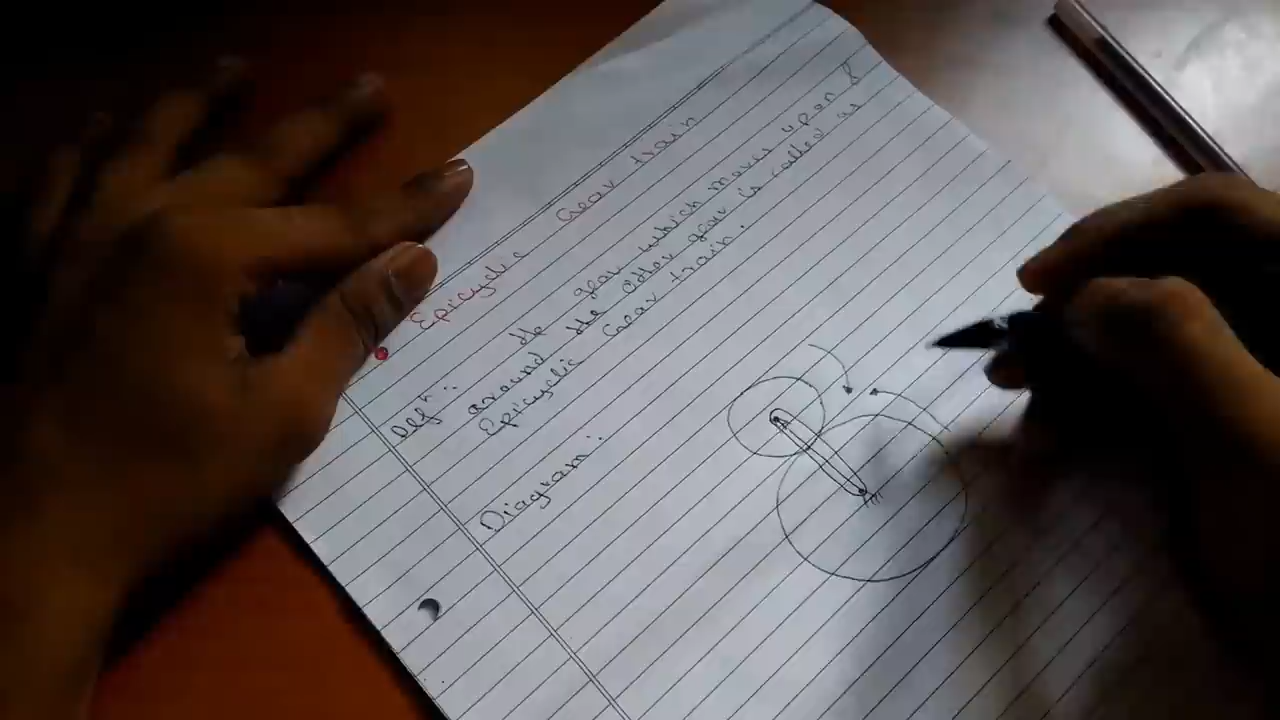 Epicyclic Gear train
Defn: the gear which moves upon &
around the other gear is called as
Epicyclic Gear train.
Diagram: